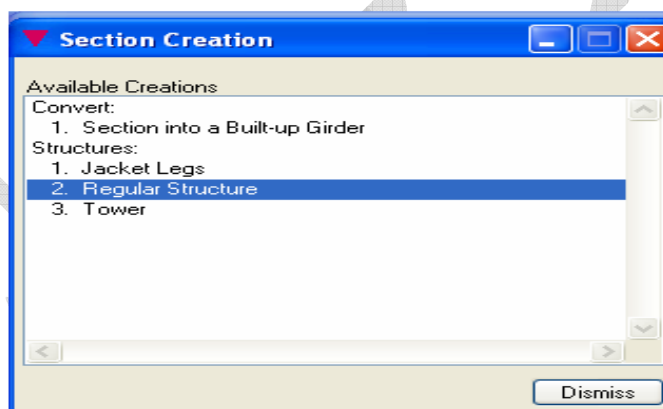 Section Creation
Available Creations
Convert:
1. Section into a Built-up Girder
Structures:
1. Jacket Legs
2. Regular Structure
3. Tower
Dismiss